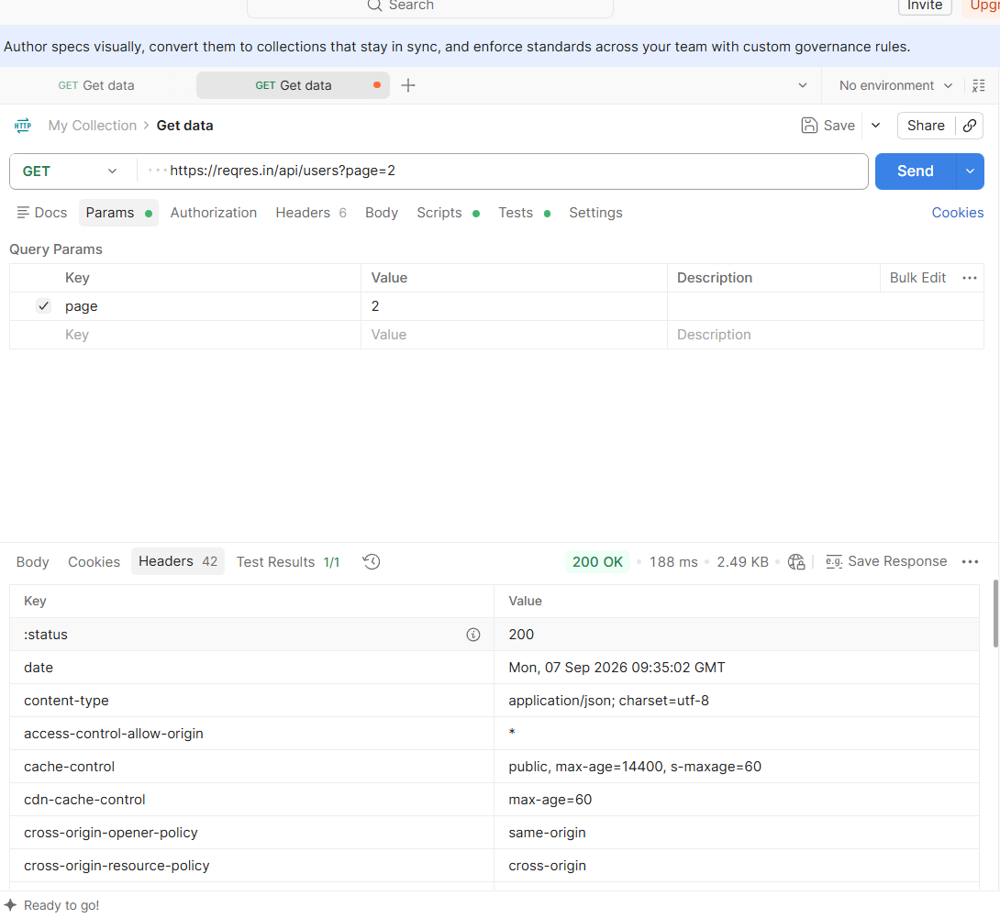 Search
Invite
Upgr
Author specs visually, convert them to collections that stay in sync, and enforce standards across your team with custom governance rules.
GET Get data
GET Get data
No environment
HTTP My Collection > Get data
Save
Share
GET
https://reqres.in/api/users?page=2
Send
Docs Params Authorization Headers 6 Body Scripts Tests Settings Cookies
Query Params
Key Value Description Bulk Edit
page 2
Key Value Description
Body Cookies Headers 42 Test Results 1/1 200 OK 188 ms 2.49 KB e.g. Save Response
Key Value
:status 200
date Mon, 07 Sep 2026 09:35:02 GMT
content-type application/json; charset=utf-8
access-control-allow-origin *
cache-control public, max-age=14400, s-maxage=60
cdn-cache-control max-age=60
cross-origin-opener-policy same-origin
cross-origin-resource-policy cross-origin
Ready to go!